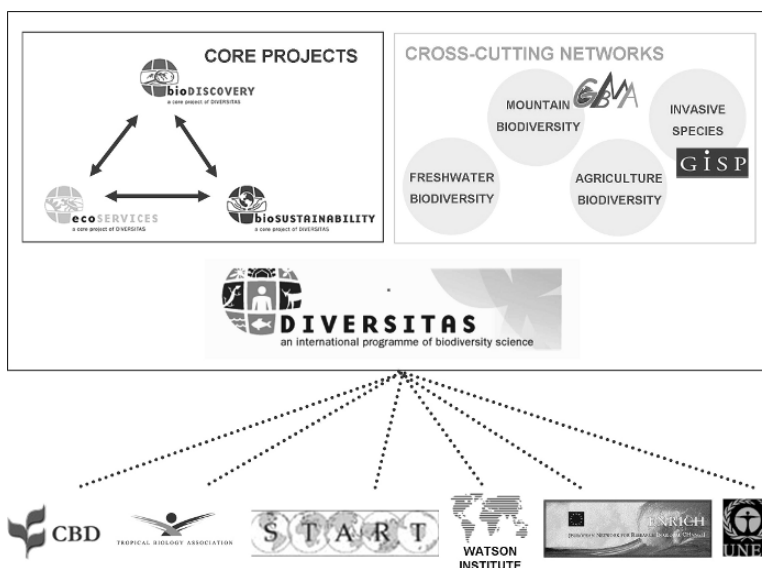 CORE PROJECTS
bioDISCOVERY
a core project of DIVERSITAS
ecoSERVICES
a core project of DIVERSITAS
bioSUSTAINABILITY
a core project of DIVERSITAS
CROSS-CUTTING NETWORKS
MOUNTAIN
BIODIVERSITY
GMBA
INVASIVE
SPECIES
GISP
FRESHWATER
BIODIVERSITY
AGRICULTURE
BIODIVERSITY
DIVERSITAS
an international programme of biodiversity science
CBD
TROPICAL BIOLOGY ASSOCIATION
START
WATSON
INSTITUTE
ENRICH
UNE